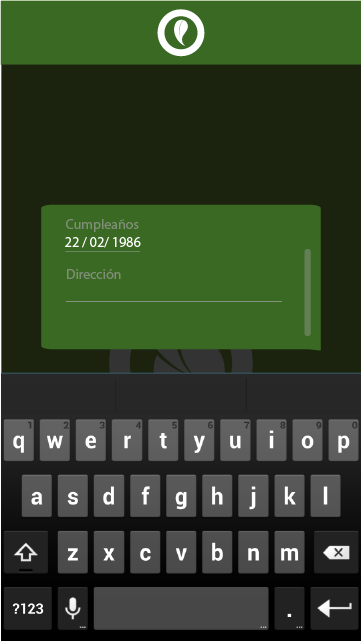 Cumpleaños
22 / 02/ 1986
Dirección
1 2 3 4 5 6 7 8 9 0
q w e r t y u i o p
a s d f g h j k l
z x c v b n m
?123 ... . ...